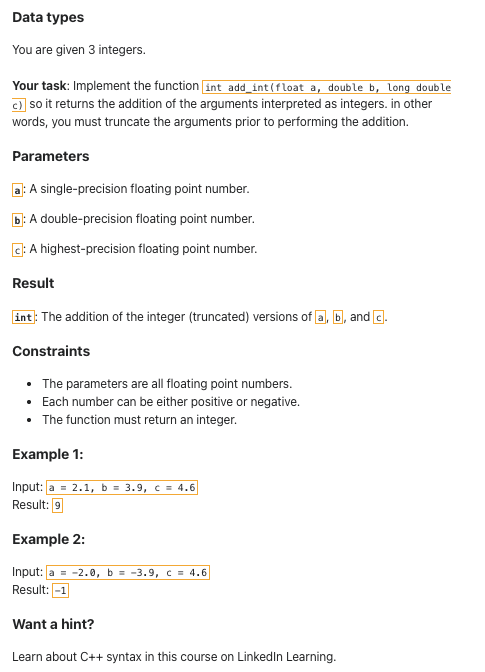 Data types
You are given 3 integers.
Your task: Implement the function int add_int(float a, double b, long double
c) so it returns the addition of the arguments interpreted as integers. in other
words, you must truncate the arguments prior to performing the addition.
Parameters
a: A single-precision floating point number.
b: A double-precision floating point number.
c: A highest-precision floating point number.
Result
int: The addition of the integer (truncated) versions of a, b, and c.
Constraints
• The parameters are all floating point numbers.
• Each number can be either positive or negative.
• The function must return an integer.
Example 1:
Input: a = 2.1, b = 3.9, c = 4.6
Result: 9
Example 2:
Input: a = -2.0, b = -3.9, c = 4.6
Result: -1
Want a hint?
Learn about C++ syntax in this course on LinkedIn Learning.